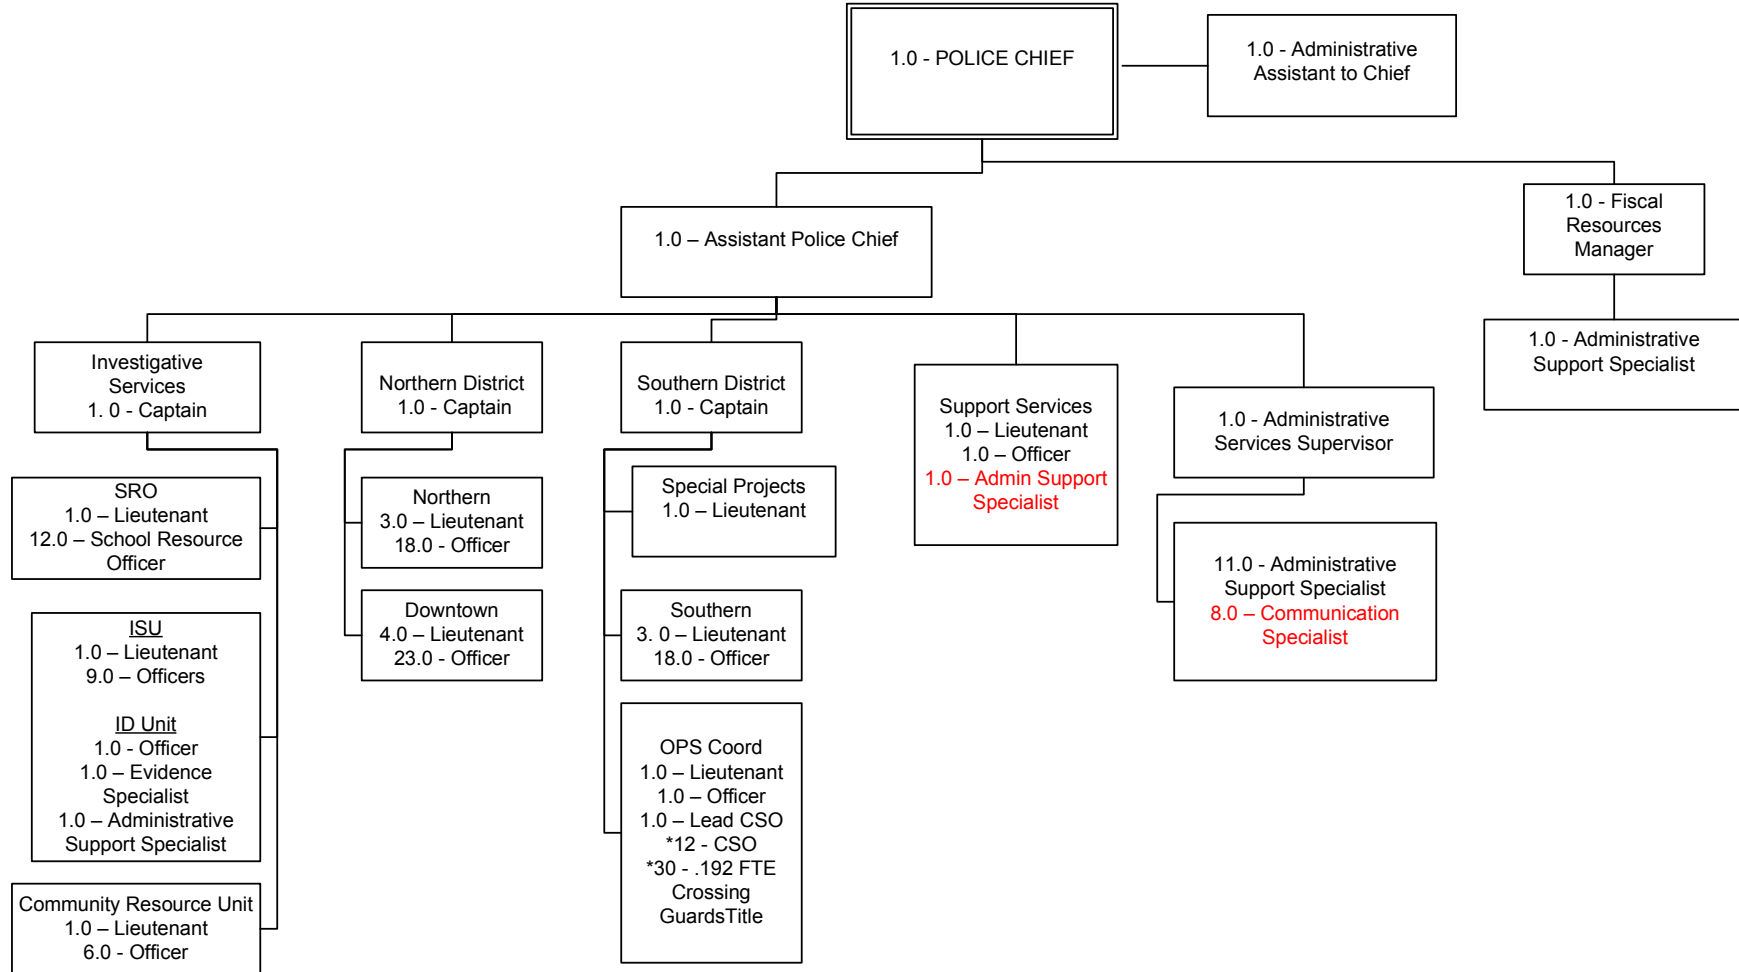 1.0 - POLICE CHIEF
1.0 - Administrative
Assistant to Chief
1.0 – Assistant Police Chief
1.0 - Fiscal
Resources
Manager
1.0 - Administrative
Support Specialist
Investigative
Services
1. 0 - Captain
Northern District
1.0 - Captain
Southern District
1.0 - Captain
Support Services
1.0 – Lieutenant
1.0 – Officer
1.0 – Admin Support
Specialist
1.0 - Administrative
Services Supervisor
SRO
1.0 – Lieutenant
12.0 – School Resource
Officer
Northern
3.0 – Lieutenant
18.0 - Officer
Special Projects
1.0 – Lieutenant
11.0 - Administrative
Support Specialist
8.0 – Communication
Specialist
ISU
1.0 – Lieutenant
9.0 – Officers
ID Unit
1.0 - Officer
1.0 – Evidence
Specialist
1.0 – Administrative
Support Specialist
Downtown
4.0 – Lieutenant
23.0 - Officer
Southern
3. 0 – Lieutenant
18.0 - Officer
OPS Coord
1.0 – Lieutenant
1.0 – Officer
1.0 – Lead CSO
*12 - CSO
*30 - .192 FTE
Crossing
GuardsTitle
Community Resource Unit
1.0 – Lieutenant
6.0 - Officer